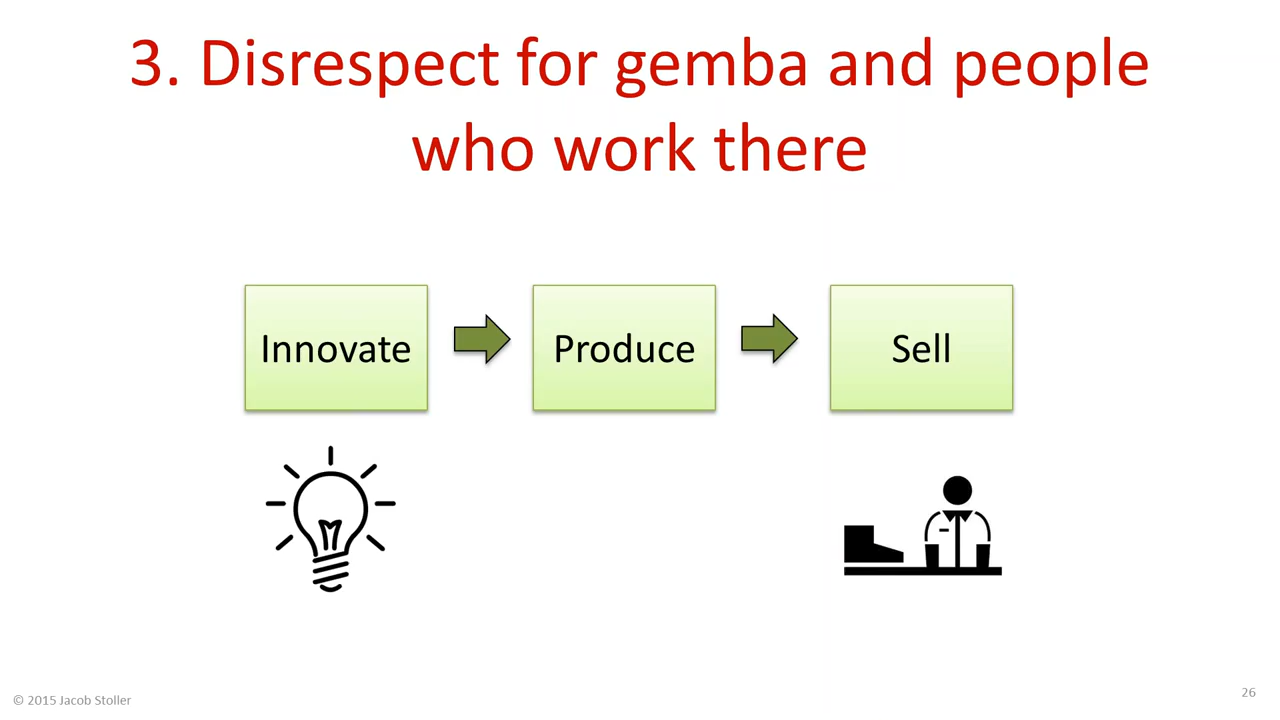 3. Disrespect for gemba and people
who work there
Innovate
Produce
Sell
© 2015 Jacob Stoller
26